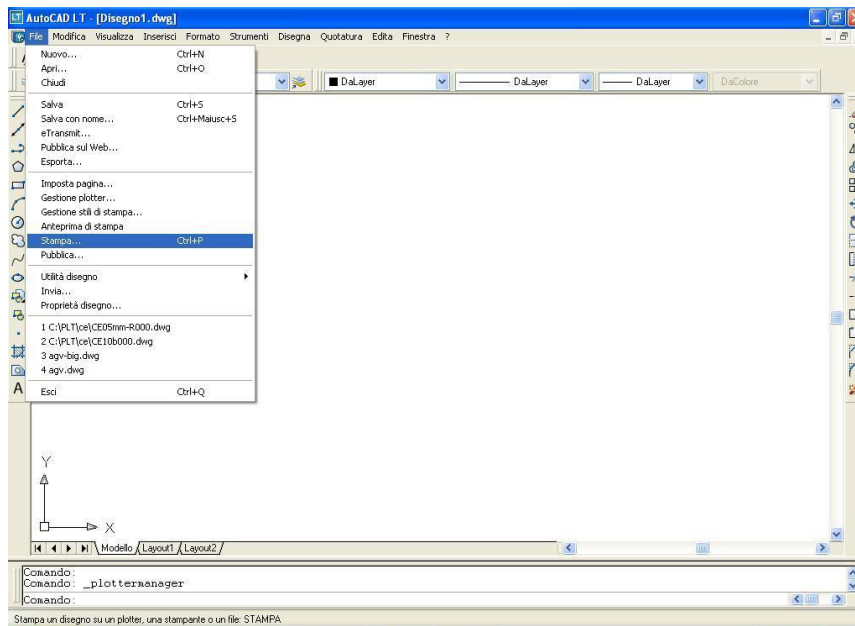 AutoCAD LT - [Disegno1.dwg]
File Modifica Visualizza Inserisci Formato Strumenti Disegna Quotatura Edita Finestra ?
Nuovo... Ctrl+N
Apri... Ctrl+O
Chiudi
DaLayer DaLayer DaLayer DaColore
Salva Ctrl+S
Salva con nome... Ctrl+Maiusc+S
eTransmit...
Pubblica sul Web...
Esporta...
Imposta pagina...
Gestione plotter...
Gestione stili di stampa...
Anteprima di stampa
Stampa... Ctrl+P
Pubblica...
Utilità disegno
Invia...
Proprietà disegno...
1 C:\PLT\ce\CE05mm-R000.dwg
2 C:\PLT\ce\CE10b000.dwg
3 agv-big.dwg
4 agv.dwg
Esci Ctrl+Q
A
Y
X
Modello Layout1 Layout2
Comando:
Comando: _plottermanager
Comando:
Stampa un disegno su un plotter, una stampante o un file: STAMPA